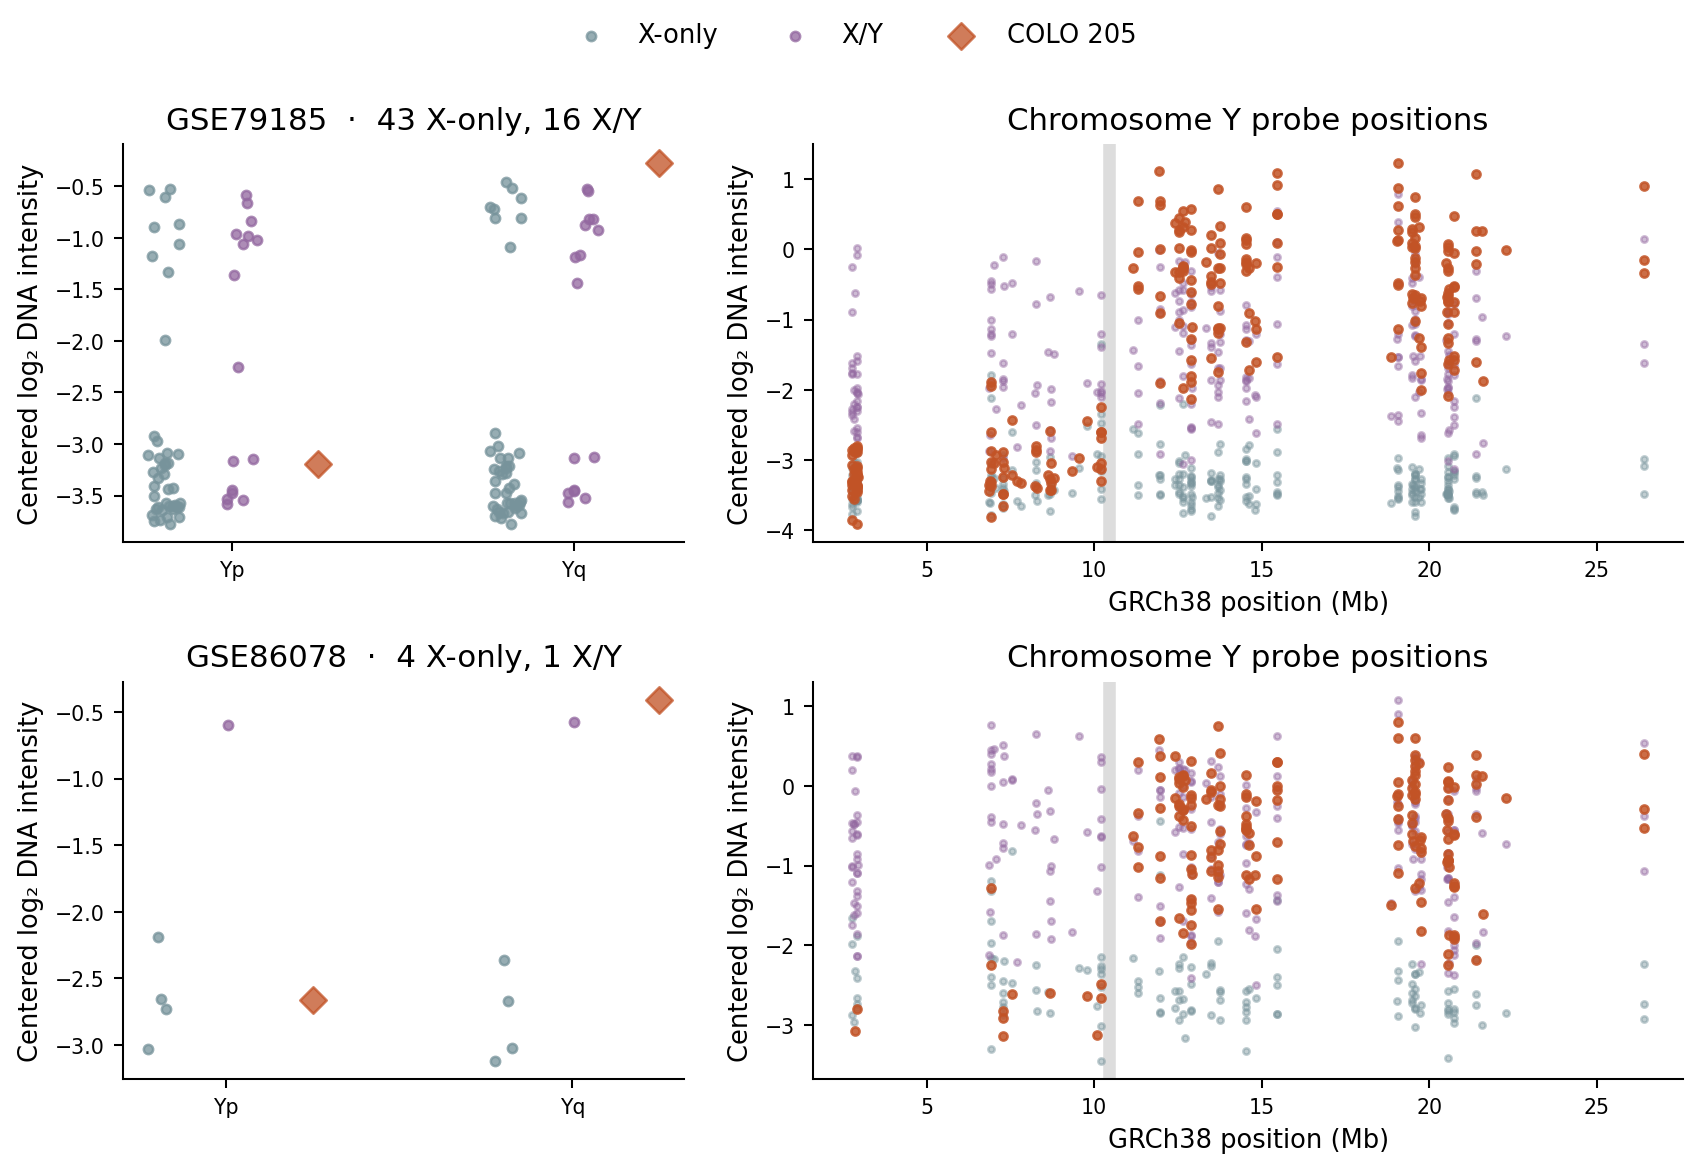 X-only X/Y COLO 205
GSE79185 · 43 X-only, 16 X/Y
Centered log₂ DNA intensity
−0.5
−1.0
−1.5
−2.0
−2.5
−3.0
−3.5
Yp Yq
Chromosome Y probe positions
Centered log₂ DNA intensity
1
0
−1
−2
−3
−4
5 10 15 20 25
GRCh38 position (Mb)
GSE86078 · 4 X-only, 1 X/Y
Centered log₂ DNA intensity
−0.5
−1.0
−1.5
−2.0
−2.5
−3.0
Yp Yq
Chromosome Y probe positions
Centered log₂ DNA intensity
1
0
−1
−2
−3
5 10 15 20 25
GRCh38 position (Mb)